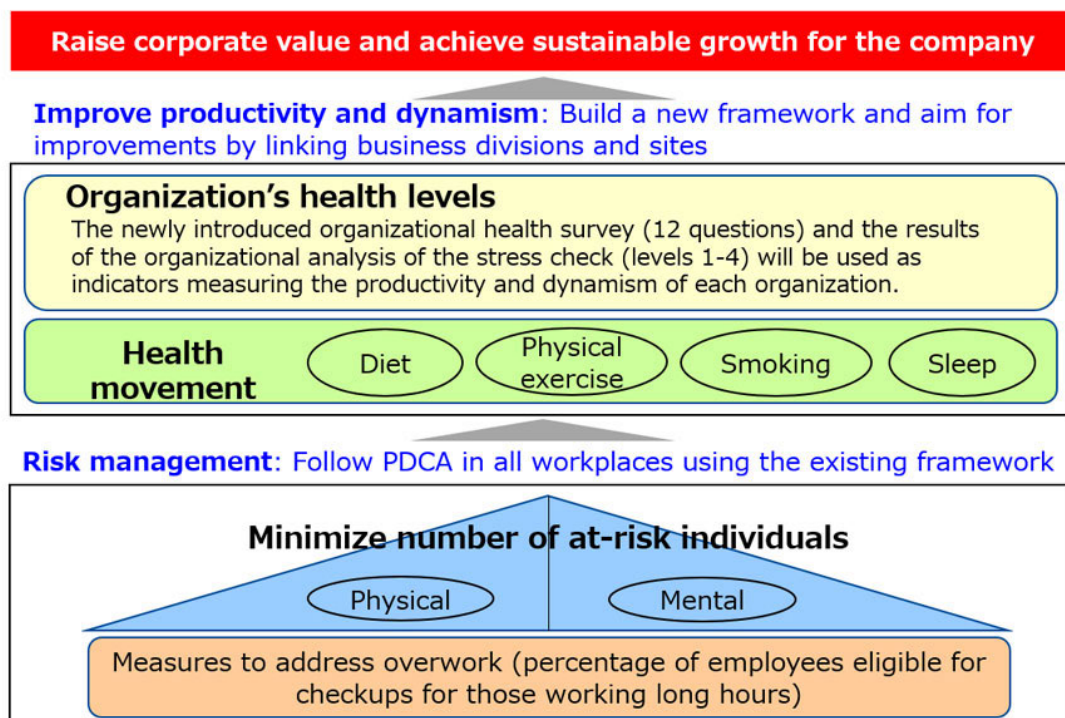 Raise corporate value and achieve sustainable growth for the company
Improve productivity and dynamism: Build a new framework and aim for
improvements by linking business divisions and sites
Organization’s health levels
The newly introduced organizational health survey (12 questions) and the results
of the organizational analysis of the stress check (levels 1-4) will be used as
indicators measuring the productivity and dynamism of each organization.
Health
movement
Diet
Physical
exercise
Smoking
Sleep
Risk management: Follow PDCA in all workplaces using the existing framework
Minimize number of at-risk individuals
Physical
Mental
Measures to address overwork (percentage of employees eligible for
checkups for those working long hours)